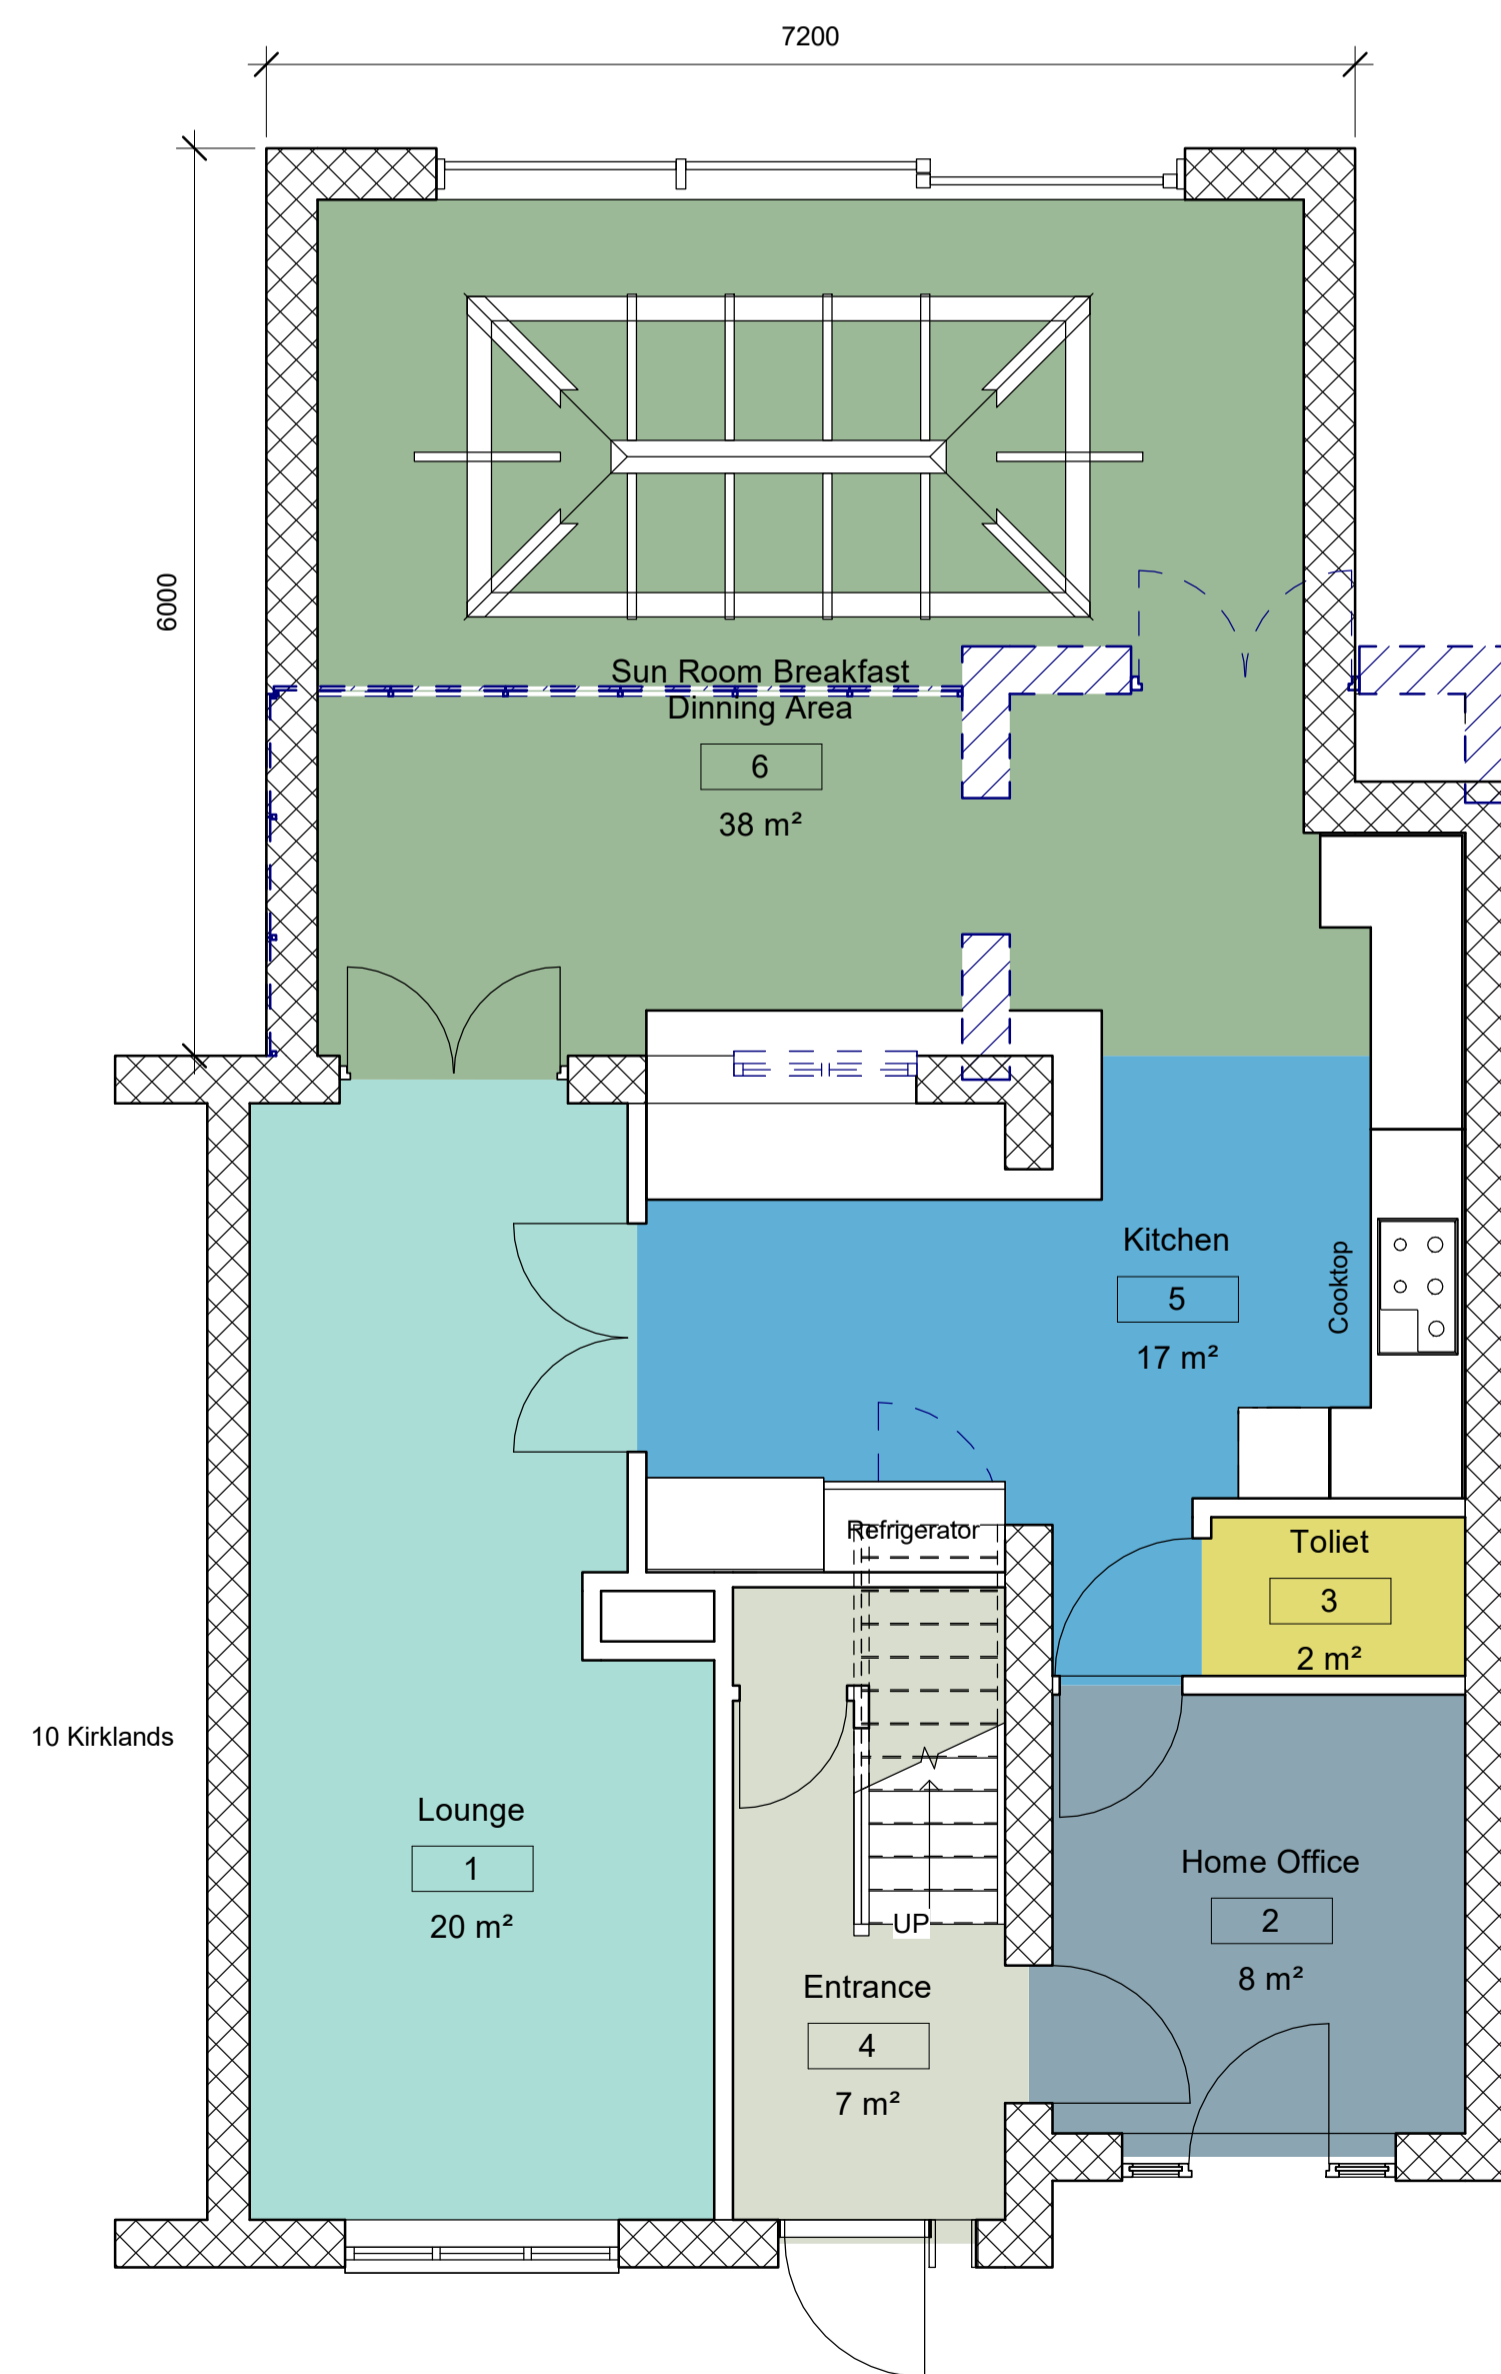 7200
6000
Sun Room Breakfast
Dinning Area
6
38 m²
Kitchen
5
17 m²
Cooktop
Refrigerator
Toliet
3
2 m²
10 Kirklands
Lounge
1
20 m²
Home Office
2
8 m²
UP
Entrance
4
7 m²